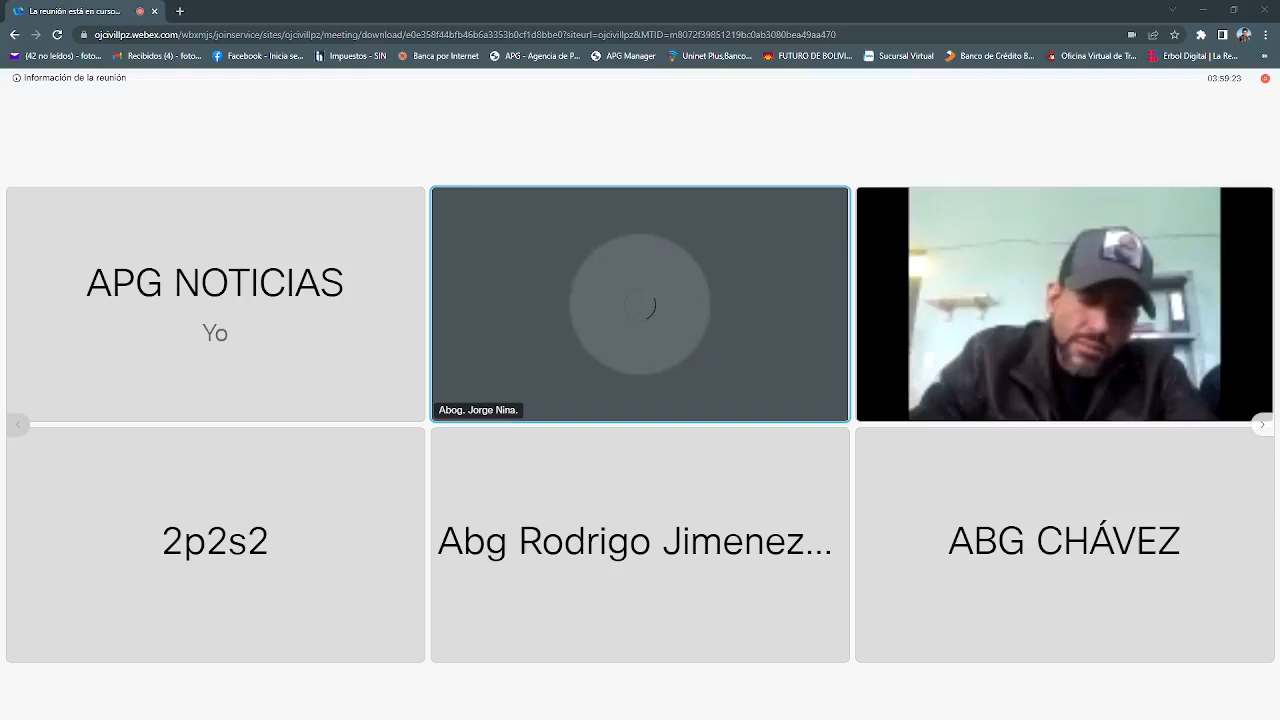 La reunión está en curso...
ojcivillpz.webex.com/wbxmjs/joinservice/sites/ojcivillpz/meeting/download/e0e358f44bfb46b6a3353b0cf1d8bbe0?siteurl=ojcivillpz&MTID=m8072f39851219bc0ab3080bea49aa470
(42 no leídos) - foto...
Recibidos (4) - foto...
Facebook - Inicia se...
Impuestos - SIN
Banca por Internet
APG - Agencia de P...
APG Manager
Uninet Plus,Banco...
FUTURO DE BOLIVI...
Sucursal Virtual
Banco de Crédito B...
Oficina Virtual de Tr...
Erbol Digital | La Re...
Información de la reunión
03:59:23
APG NOTICIAS
Yo
Abog. Jorge Nina.
2p2s2
Abg Rodrigo Jimenez...
ABG CHÁVEZ